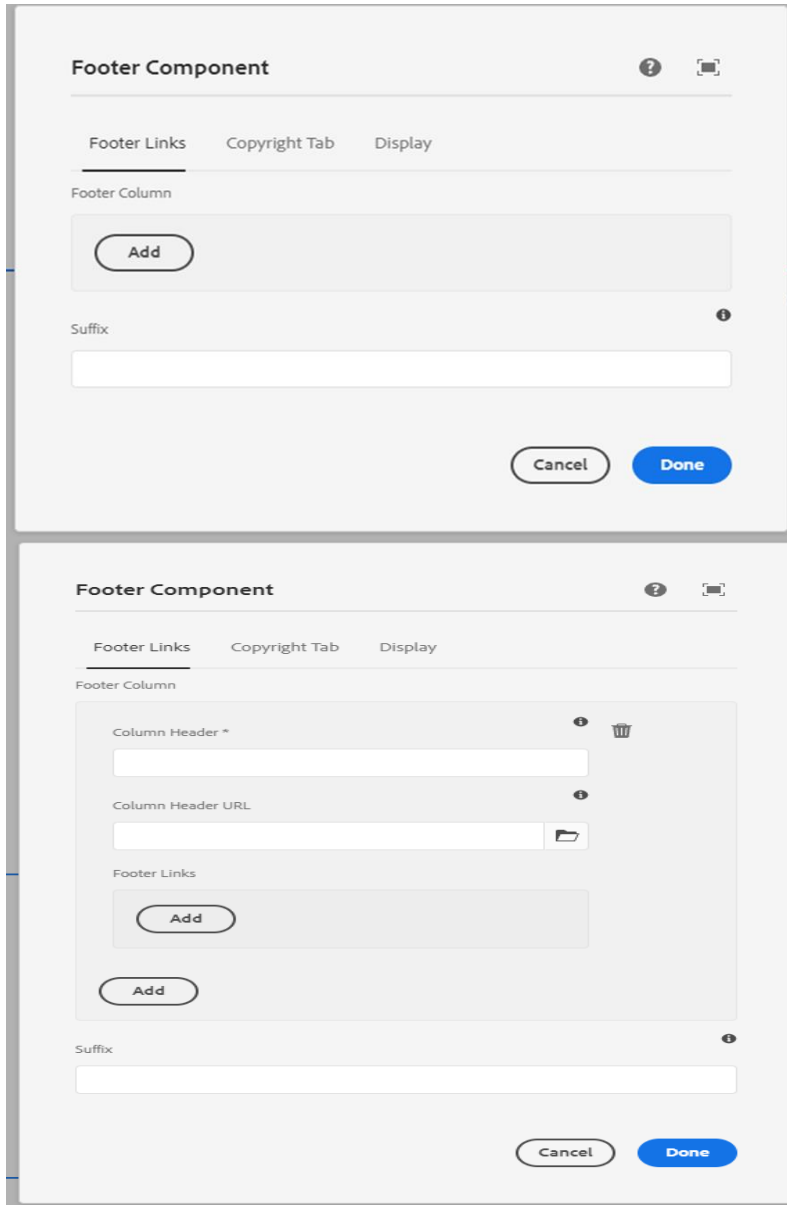 Footer Component
Footer Links Copyright Tab Display
Footer Column
Add
Suffix
Cancel Done
Footer Component
Footer Links Copyright Tab Display
Footer Column
Column Header *
Column Header URL
Footer Links
Add
Add
Suffix
Cancel Done